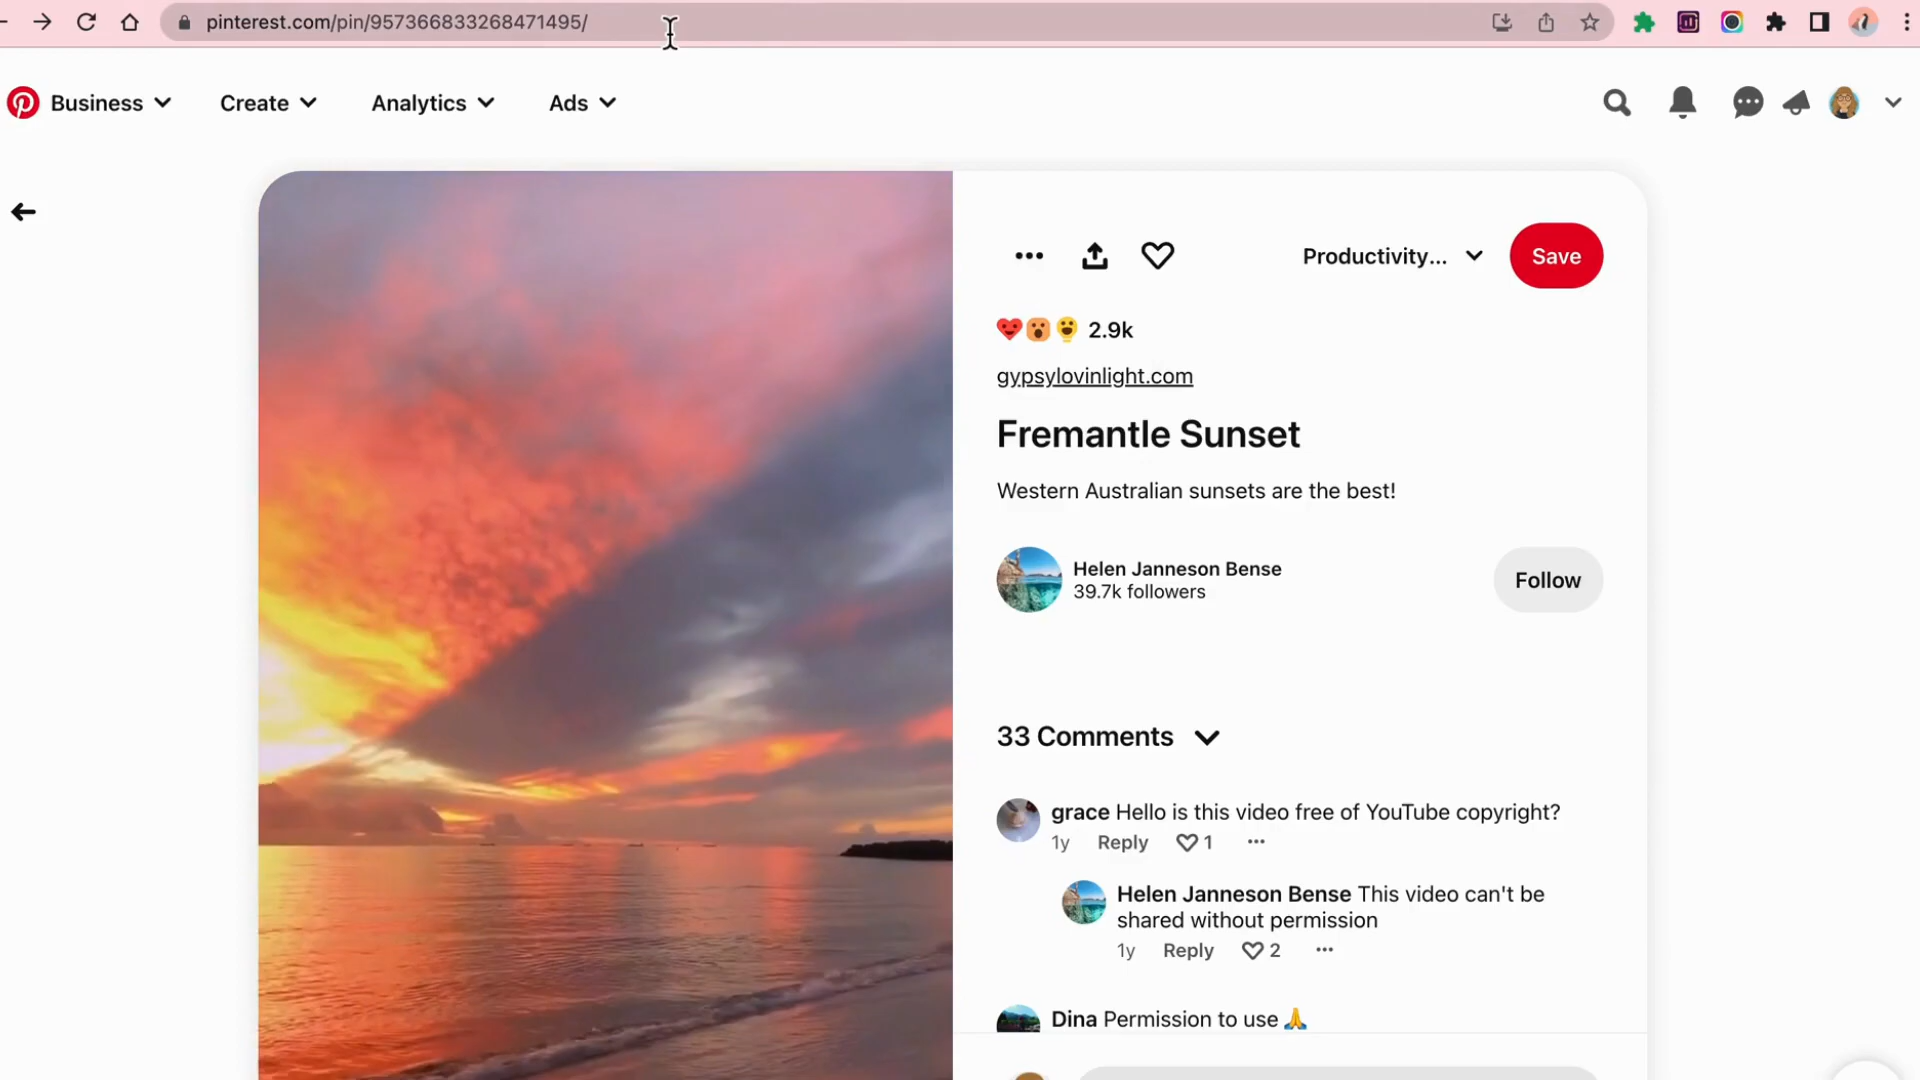 pinterest.com/pin/957366833268471495/
Business Create Analytics Ads
Productivity... Save
2.9k
gypsylovinlight.com
Fremantle Sunset
Western Australian sunsets are the best!
Helen Janneson Bense
39.7k followers
Follow
33 Comments
grace Hello is this video free of YouTube copyright?
1y Reply 1
Helen Janneson Bense This video can't be
shared without permission
1y Reply 2
Dina Permission to use 🙏